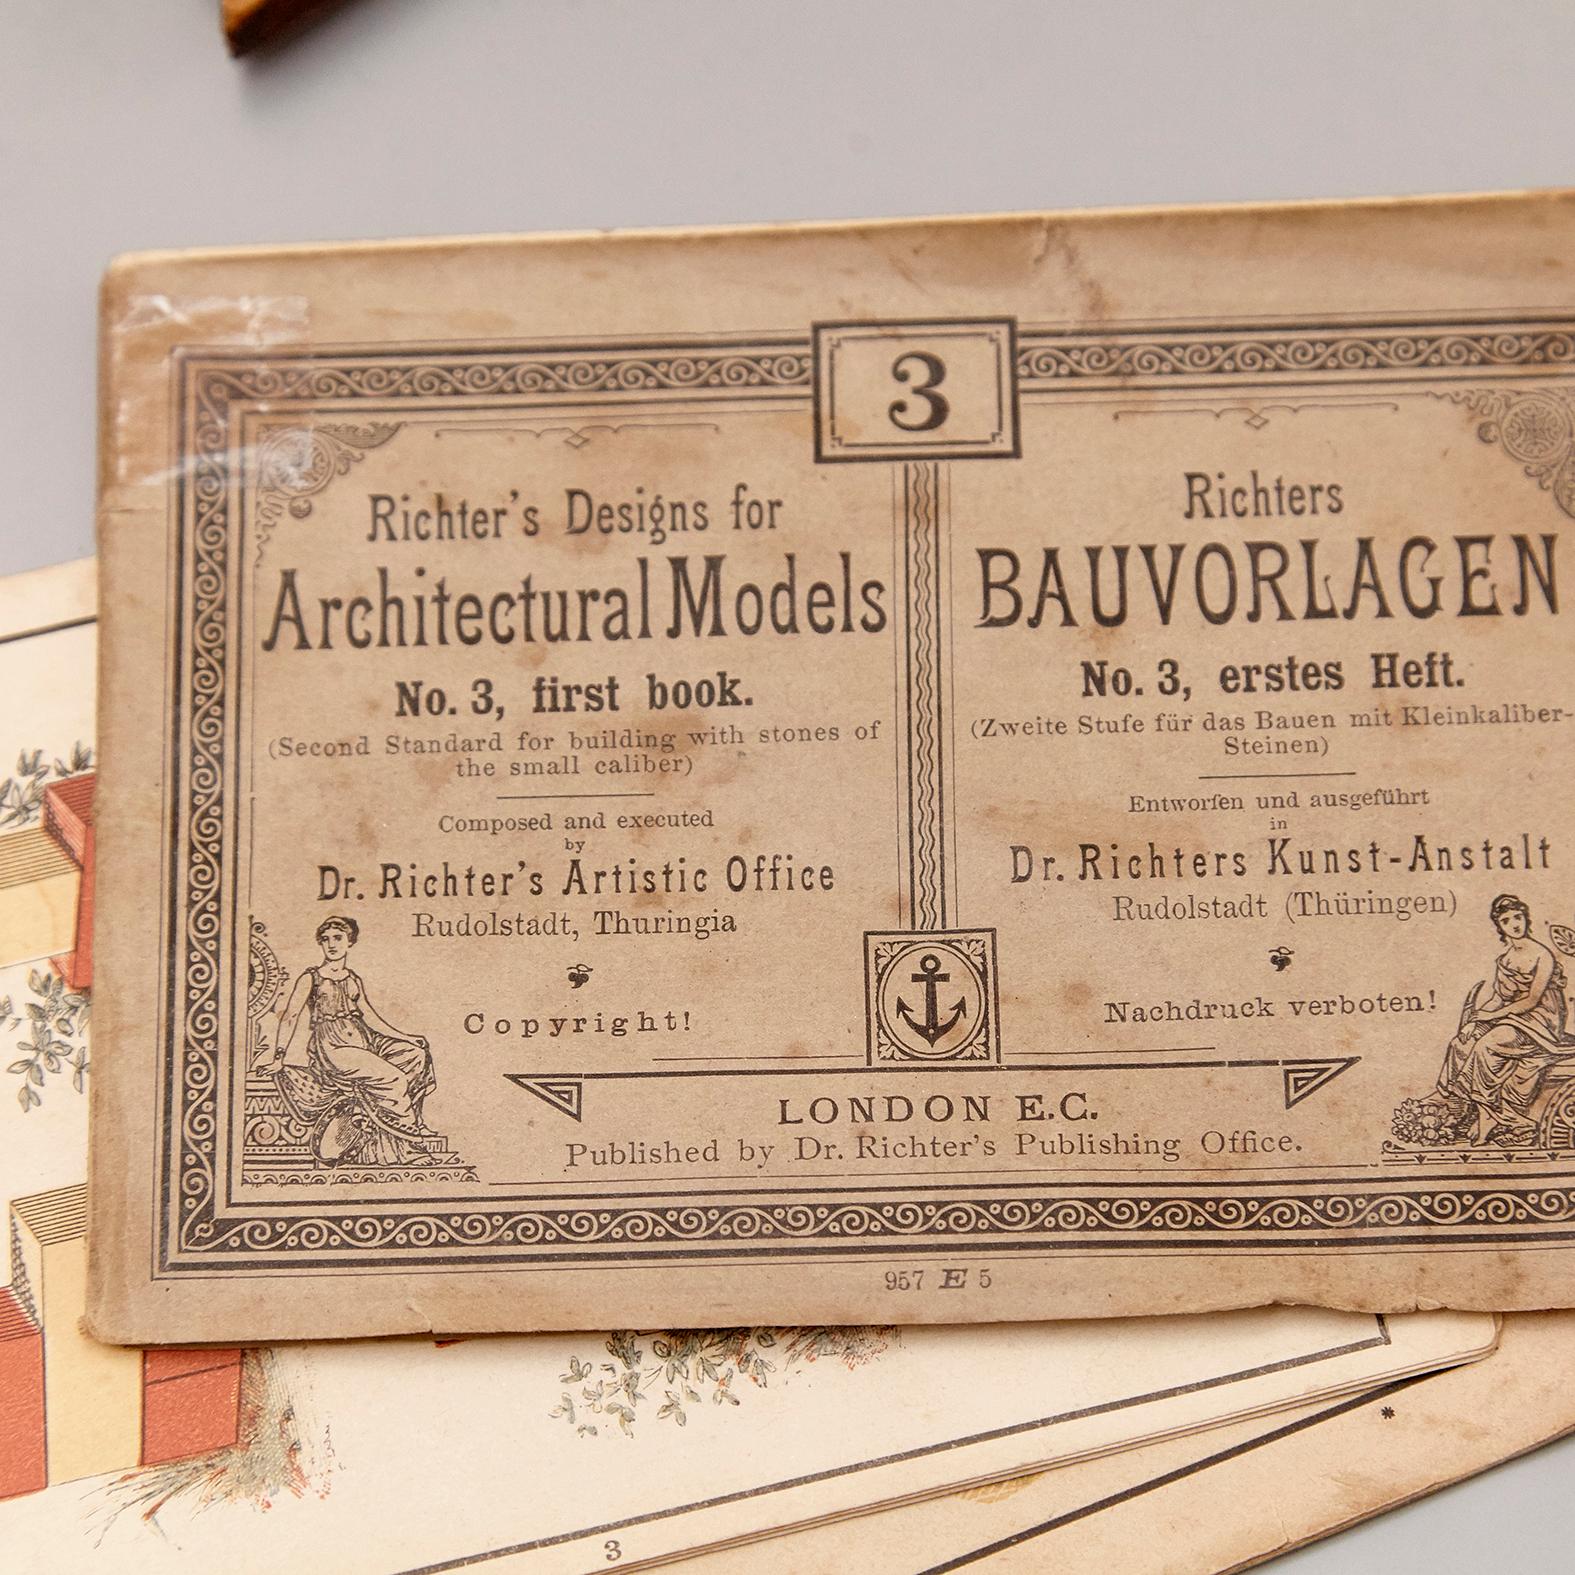 3
Richter's Designs for
Architectural Models
No. 3, first book.
(Second Standard for building with stones of
the small caliber)
Composed and executed
by
Dr. Richter's Artistic Office
Rudolstadt, Thuringia
Copyright!
Richters
BAUVORLAGEN
No. 3, erstes Heft.
(Zweite Stufe für das Bauen mit Kleinkaliber-
Steinen)
Entworfen und ausgeführt
in
Dr. Richters Kunst-Anstalt
Rudolstadt (Thüringen)
Nachdruck verboten!
LONDON E.C.
Published by Dr. Richter's Publishing Office.
957 E 5
3
*